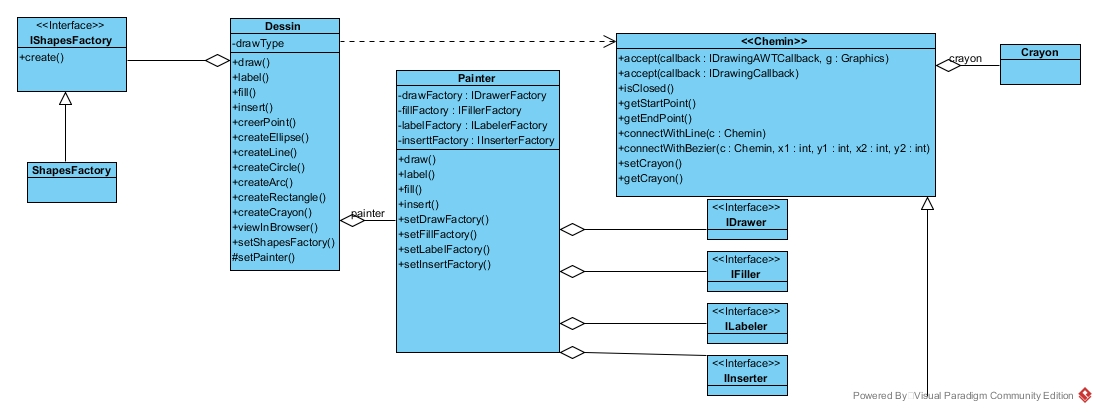 <<Interface>>
IShapesFactory
+create()
ShapesFactory
Dessin
-drawType
+draw()
+label()
+fill()
+insert()
+creerPoint()
+createEllipse()
+createLine()
+createCircle()
+createArc()
+createRectangle()
+createCrayon()
+viewInBrowser()
+setShapesFactory()
#setPainter()
painter
Painter
-drawFactory : IDrawerFactory
-fillFactory : IFillerFactory
-labelFactory : ILabelerFactory
-inserttFactory : IInserterFactory
+draw()
+label()
+fill()
+insert()
+setDrawFactory()
+setFillFactory()
+setLabelFactory()
+setInsertFactory()
<<Chemin>>
+accept(callback : IDrawingAWTCallback, g : Graphics)
+accept(callback : IDrawingCallback)
+isClosed()
+getStartPoint()
+getEndPoint()
+connectWithLine(c : Chemin)
+connectWithBezier(c : Chemin, x1 : int, y1 : int, x2 : int, y2 : int)
+setCrayon()
+getCrayon()
crayon
Crayon
<<Interface>>
IDrawer
<<Interface>>
IFiller
<<Interface>>
ILabeler
<<Interface>>
IInserter
Powered By Visual Paradigm Community Edition